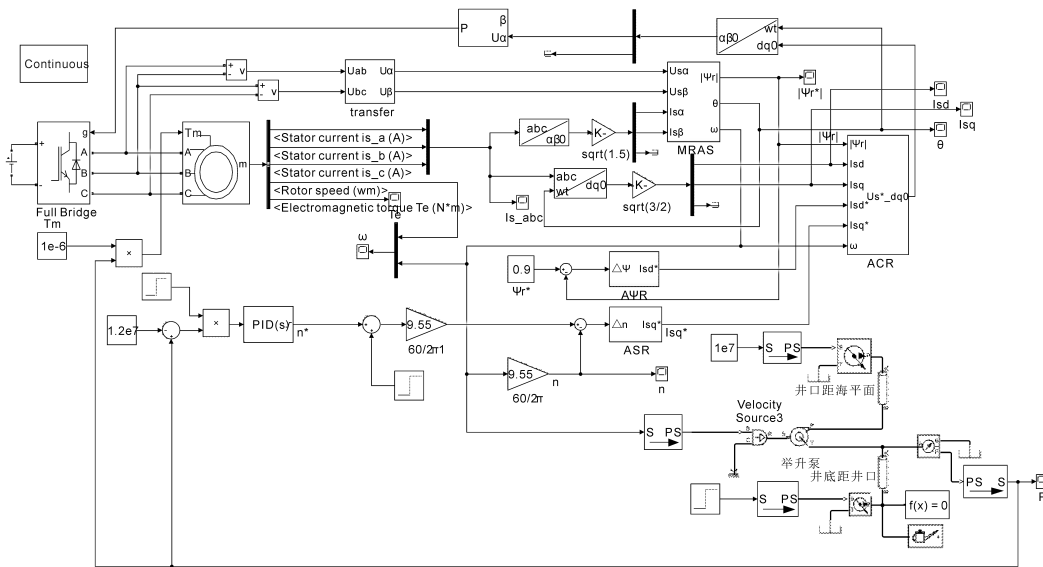 P
β
Uα
αβ0
wt
dq0
Continuous
+
-
v
+
-
v
Uab
Ubc
Uα
Uβ
transfer
Usα
Usβ
Isα
Isβ
|Ψr|
θ
ω
MRAS
|Ψr*|
Isd
Isq
θ
|Ψr|
|Ψr|
Isd
Isq
Isd*
Isq*
ω
Us*_dq0
ACR
g
A
B
C
+
-
Full Bridge
Tm
A
B
C
m
<Stator current is_a (A)>
<Stator current is_b (A)>
<Stator current is_c (A)>
<Rotor speed (wm)>
<Electromagnetic torque Te (N*m)>
Te
abc
αβ0
K-
sqrt(1.5)
abc
wt
dq0
K-
sqrt(3/2)
Is_abc
Tm
1e-6
×
ω
0.9
Ψr*
△Ψ
Isd*
AΨR
1.2e7
×
PID(s)
n*
9.55
60/2π1
△n
Isq*
ASR
Isq*
9.55
60/2π
n
n
1e7
S PS
井口距海平面
Velocity
Source3
S PS
举升泵
井底距井口
S PS
f(x) = 0
PS S
P